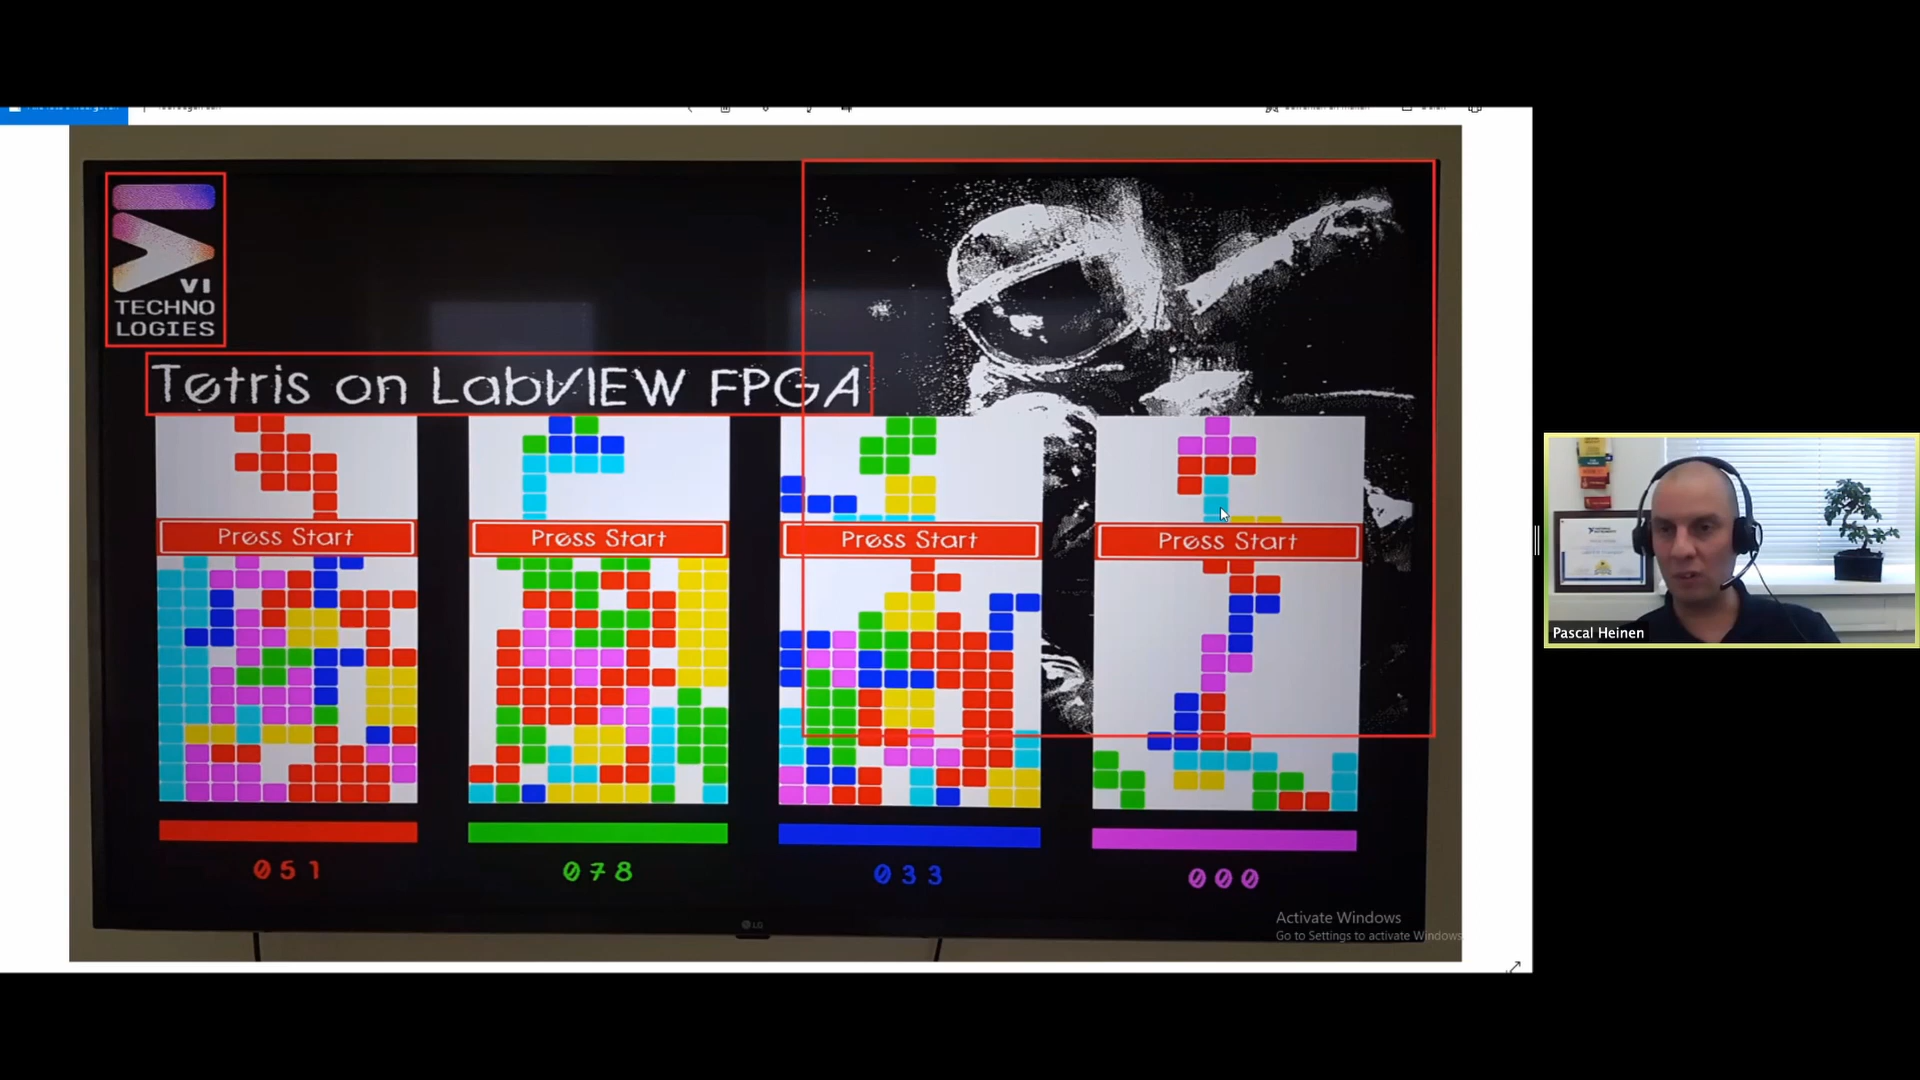 VI
TECHNO
LOGIES
Tetris on LabVIEW FPGA
Press Start
Press Start
Press Start
Press Start
051
078
033
000
LG
Activate Windows
Go to Settings to activate Windows
Pascal Heinen